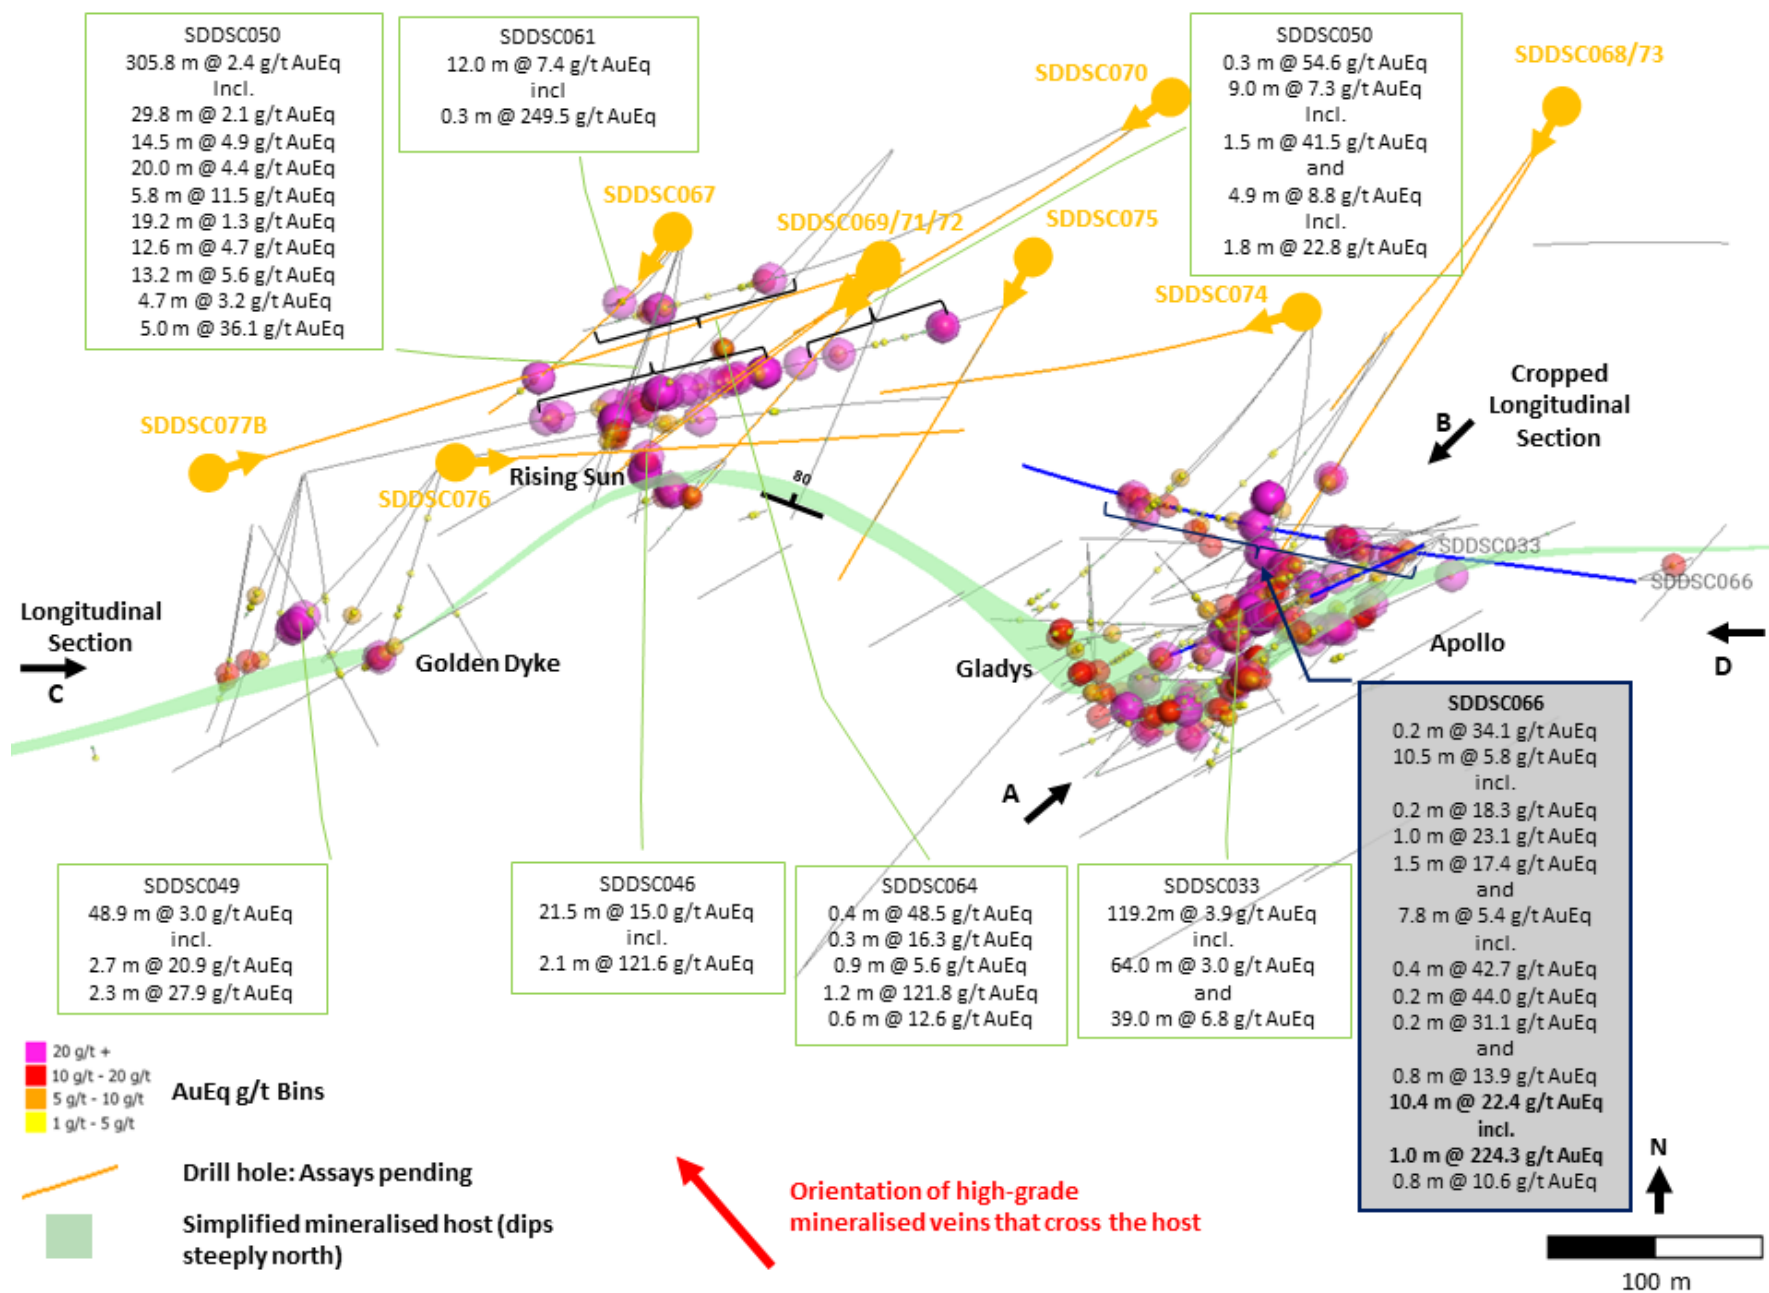 SDDSC050
305.8 m @ 2.4 g/t AuEq
Incl.
29.8 m @ 2.1 g/t AuEq
14.5 m @ 4.9 g/t AuEq
20.0 m @ 4.4 g/t AuEq
5.8 m @ 11.5 g/t AuEq
19.2 m @ 1.3 g/t AuEq
12.6 m @ 4.7 g/t AuEq
13.2 m @ 5.6 g/t AuEq
4.7 m @ 3.2 g/t AuEq
5.0 m @ 36.1 g/t AuEq
SDDSC061
12.0 m @ 7.4 g/t AuEq
incl
0.3 m @ 249.5 g/t AuEq
SDDSC070
SDDSC050
0.3 m @ 54.6 g/t AuEq
9.0 m @ 7.3 g/t AuEq
Incl.
1.5 m @ 41.5 g/t AuEq
and
4.9 m @ 8.8 g/t AuEq
Incl.
1.8 m @ 22.8 g/t AuEq
SDDSC068/73
SDDSC067
SDDSC069/71/72
SDDSC075
SDDSC074
SDDSC077B
SDDSC076
Rising Sun
80
Cropped
Longitudinal
Section
B
SDDSC033
SDDSC066
Longitudinal
Section
C
Golden Dyke
Gladys
Apollo
D
A
SDDSC066
0.2 m @ 34.1 g/t AuEq
10.5 m @ 5.8 g/t AuEq
incl.
0.2 m @ 18.3 g/t AuEq
1.0 m @ 23.1 g/t AuEq
1.5 m @ 17.4 g/t AuEq
and
7.8 m @ 5.4 g/t AuEq
incl.
0.4 m @ 42.7 g/t AuEq
0.2 m @ 44.0 g/t AuEq
0.2 m @ 31.1 g/t AuEq
and
0.8 m @ 13.9 g/t AuEq
10.4 m @ 22.4 g/t AuEq
incl.
1.0 m @ 224.3 g/t AuEq
0.8 m @ 10.6 g/t AuEq
SDDSC049
48.9 m @ 3.0 g/t AuEq
incl.
2.7 m @ 20.9 g/t AuEq
2.3 m @ 27.9 g/t AuEq
SDDSC046
21.5 m @ 15.0 g/t AuEq
incl.
2.1 m @ 121.6 g/t AuEq
SDDSC064
0.4 m @ 48.5 g/t AuEq
0.3 m @ 16.3 g/t AuEq
0.9 m @ 5.6 g/t AuEq
1.2 m @ 121.8 g/t AuEq
0.6 m @ 12.6 g/t AuEq
SDDSC033
119.2m @ 3.9 g/t AuEq
incl.
64.0 m @ 3.0 g/t AuEq
and
39.0 m @ 6.8 g/t AuEq
20 g/t +
10 g/t - 20 g/t
5 g/t - 10 g/t
1 g/t - 5 g/t
AuEq g/t Bins
Drill hole: Assays pending
Simplified mineralised host (dips
steeply north)
Orientation of high-grade
mineralised veins that cross the host
N
100 m